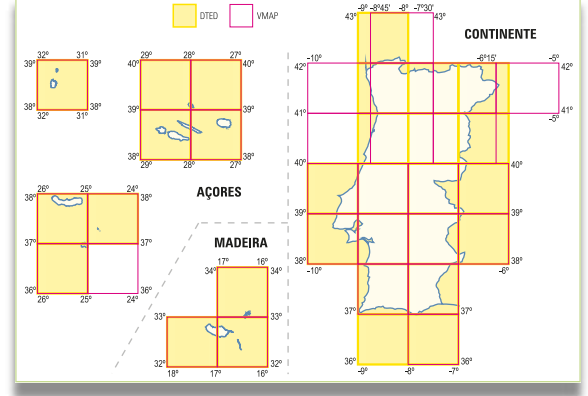 DTED VMAP
-9º -8º45' -8º -7º30'
43º 43º
CONTINENTE
32º 31º
39º 39º
38º 38º
32º 31º
29º 28º 27º
40º 40º
39º 39º
38º 38º
29º 28º 27º
-10º -6º15' -5º
42º 42º
41º 41º
-5º
40º 40º
39º 39º
38º 38º
-10º -6º
37º 37º
36º 36º
-9º -8º -7º
AÇORES
26º 25º 24º
38º 38º
37º 37º
36º 36º
26º 25º 24º
MADEIRA
17º 16º
34º 34º
33º 33º
32º 32º
18º 17º 16º